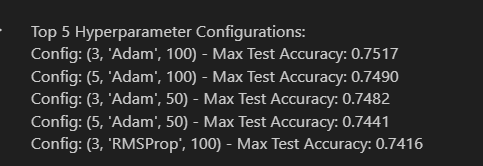 Top 5 Hyperparameter Configurations:
Config: (3, 'Adam', 100) - Max Test Accuracy: 0.7517
Config: (5, 'Adam', 100) - Max Test Accuracy: 0.7490
Config: (3, 'Adam', 50) - Max Test Accuracy: 0.7482
Config: (5, 'Adam', 50) - Max Test Accuracy: 0.7441
Config: (3, 'RMSProp', 100) - Max Test Accuracy: 0.7416